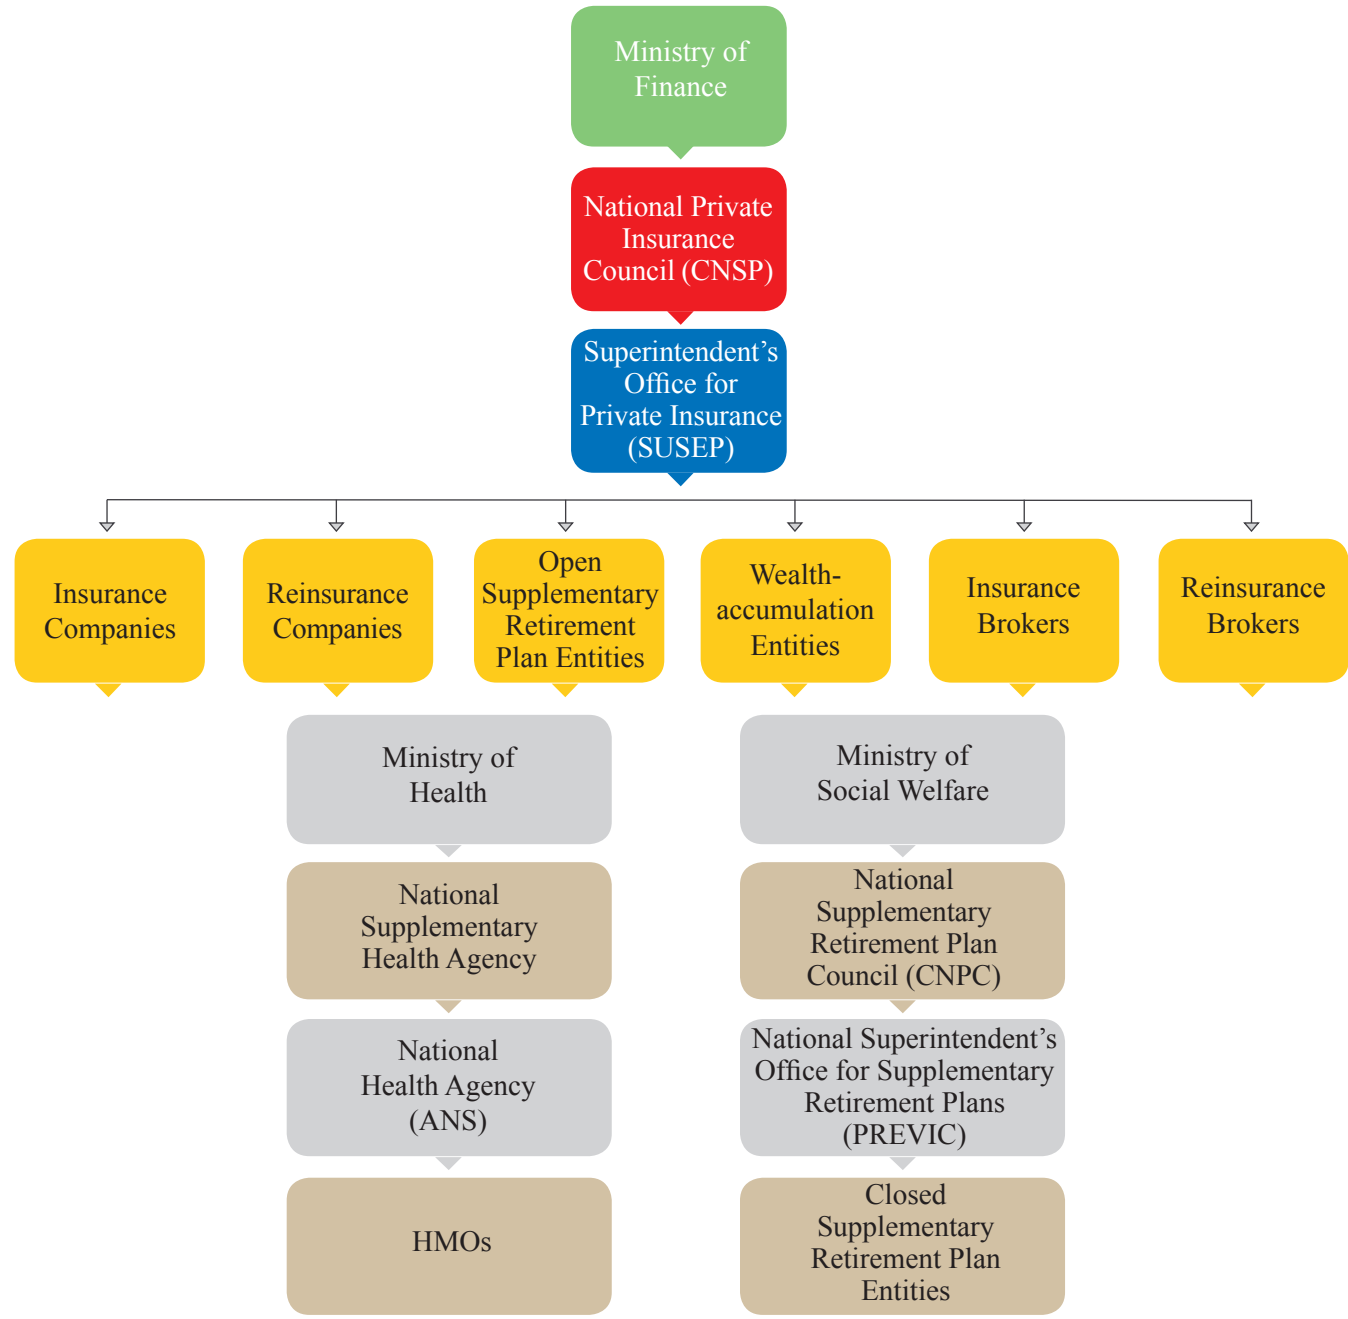 Ministry of
Finance
National Private
Insurance
Council (CNSP)
Superintendent’s
Office for
Private Insurance
(SUSEP)
Insurance
Companies
Reinsurance
Companies
Open
Supplementary
Retirement
Plan Entities
Wealth-
accumulation
Entities
Insurance
Brokers
Reinsurance
Brokers
Ministry of
Health
National
Supplementary
Health Agency
National
Health Agency
(ANS)
HMOs
Ministry of
Social Welfare
National
Supplementary
Retirement Plan
Council (CNPC)
National Superintendent’s
Office for Supplementary
Retirement Plans
(PREVIC)
Closed
Supplementary
Retirement Plan
Entities